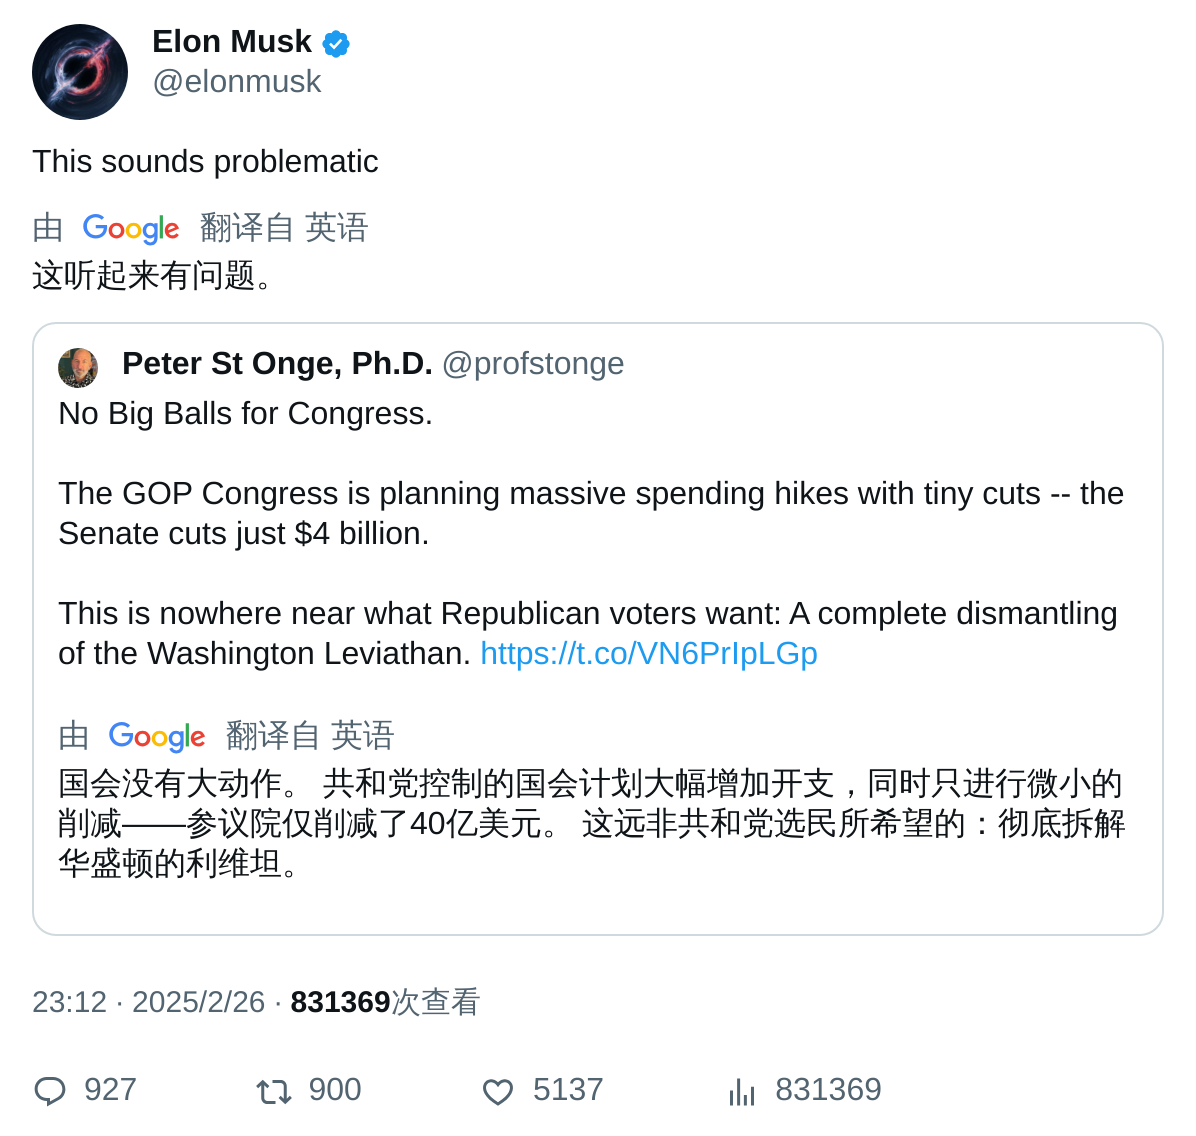 Elon Musk
@elonmusk
This sounds problematic
由 Google 翻译自 英语
这听起来有问题。
Peter St Onge, Ph.D. @profstonge
No Big Balls for Congress.
The GOP Congress is planning massive spending hikes with tiny cuts -- the
Senate cuts just $4 billion.
This is nowhere near what Republican voters want: A complete dismantling
of the Washington Leviathan. https://t.co/VN6PrIpLGp
由 Google 翻译自 英语
国会没有大动作。 共和党控制的国会计划大幅增加开支，同时只进行微小的
削减——参议院仅削减了40亿美元。 这远非共和党选民所希望的：彻底拆解
华盛顿的利维坦。
23:12 · 2025/2/26 · 831369次查看
927 900 5137 831369